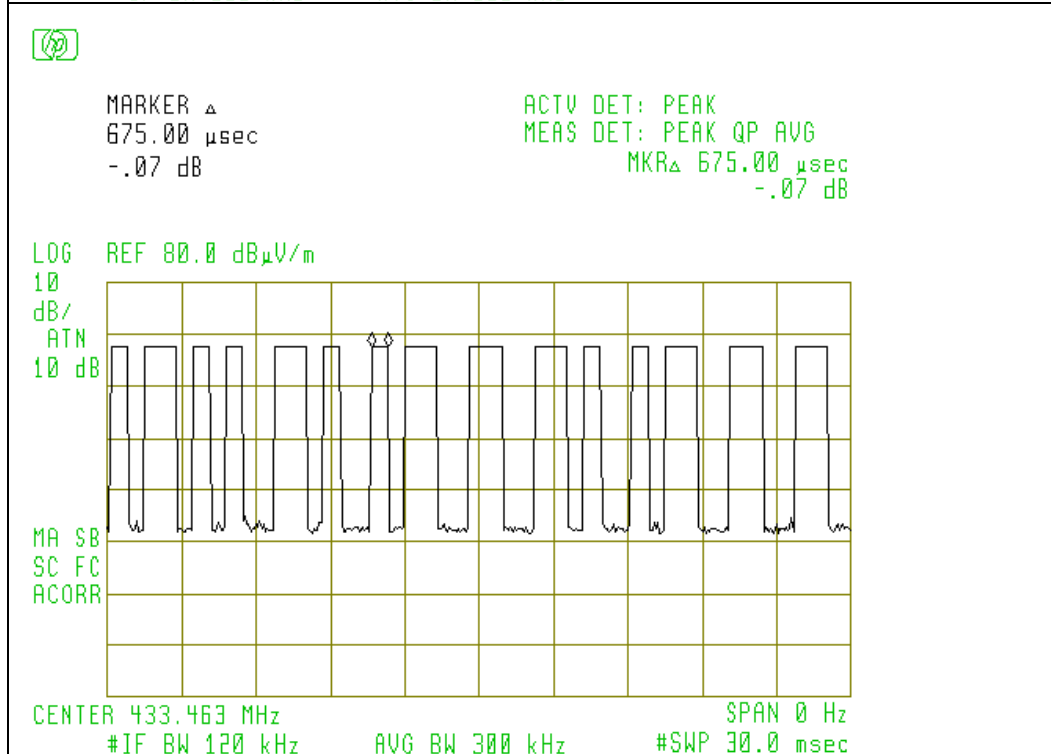 hp
MARKER Δ
675.00 µsec
-.07 dB
ACTV DET: PEAK
MEAS DET: PEAK QP AVG
MKRΔ 675.00 µsec
-.07 dB
LOG REF 80.0 dBµV/m
10
dB/
ATN
10 dB
MA SB
SC FC
ACORR
CENTER 433.463 MHz SPAN 0 Hz
#IF BW 120 kHz AVG BW 300 kHz #SWP 30.0 msec